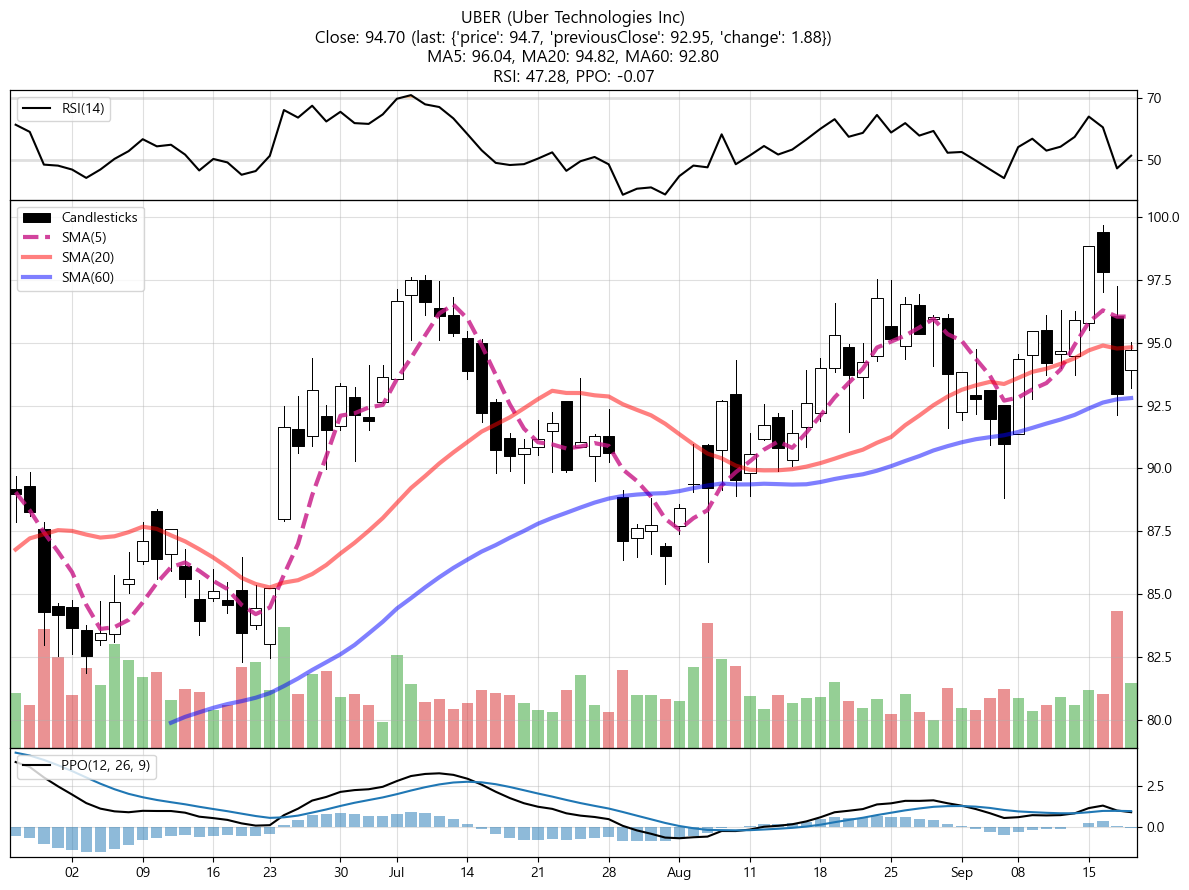 UBER (Uber Technologies Inc)
Close: 94.70 (last: {'price': 94.7, 'previousClose': 92.95, 'change': 1.88})
MA5: 96.04, MA20: 94.82, MA60: 92.80
RSI: 47.28, PPO: -0.07
RSI(14)
70
50
Candlesticks
SMA(5)
SMA(20)
SMA(60)
100.0
97.5
95.0
92.5
90.0
87.5
85.0
82.5
80.0
PPO(12, 26, 9)
2.5
0.0
02 09 16 23 30 Jul 14 21 28 Aug 11 18 25 Sep 08 15